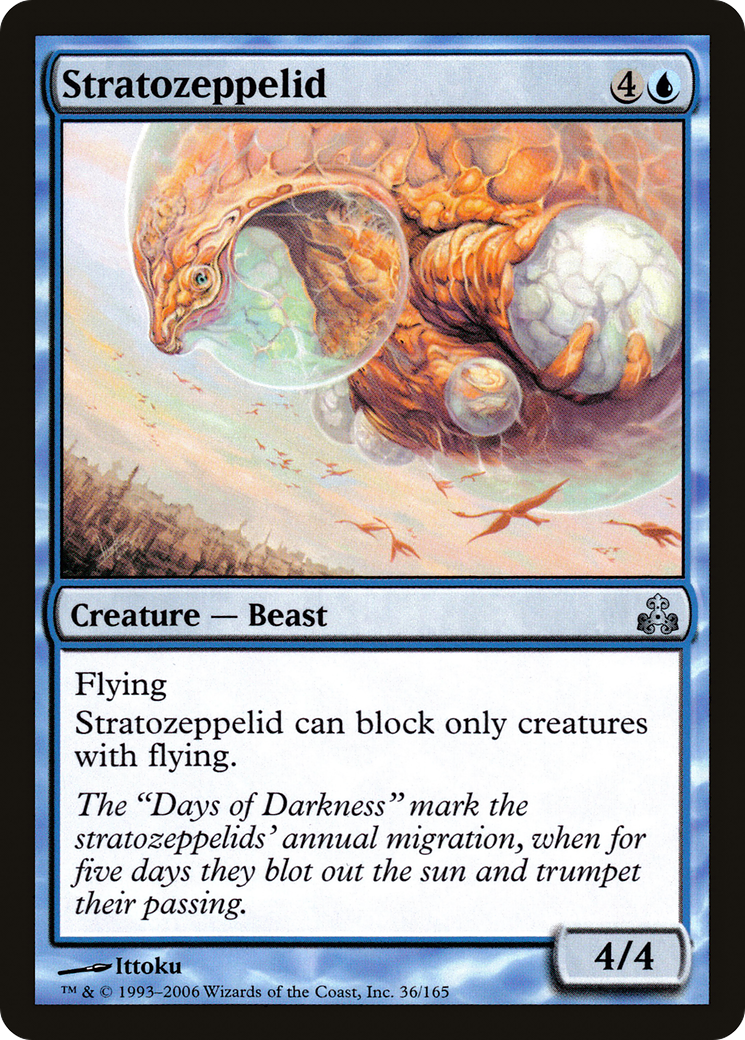 Stratozeppelid 4
Creature — Beast
Flying
Stratozeppelid can block only creatures
with flying.
The “Days of Darkness” mark the
stratozeppelids’ annual migration, when for
five days they blot out the sun and trumpet
their passing.
4/4
Ittoku
™ & © 1993–2006 Wizards of the Coast, Inc. 36/165